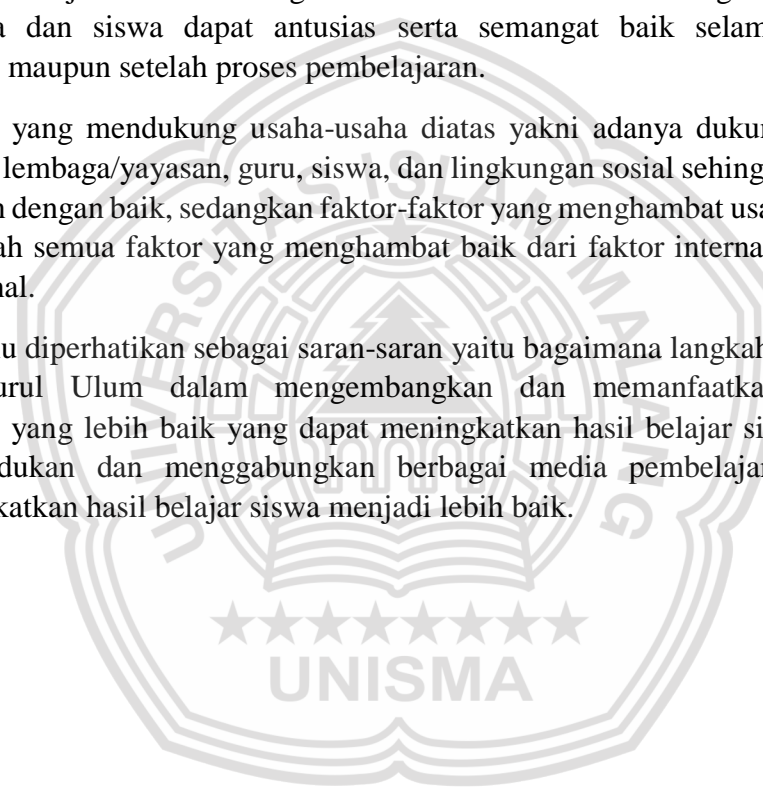 dan siswa dapat antusias serta semangat baik selam
maupun setelah proses pembelajaran.
yang mendukung usaha-usaha diatas yakni adanya dukun
lembaga/yayasan, guru, siswa, dan lingkungan sosial sehing
n dengan baik, sedangkan faktor-faktor yang menghambat usa
ah semua faktor yang menghambat baik dari faktor interna
nal.
u diperhatikan sebagai saran-saran yaitu bagaimana langkah
urul Ulum dalam mengembangkan dan memanfaatka
yang lebih baik yang dapat meningkatkan hasil belajar si
dukan dan menggabungkan berbagai media pembelajar
katkan hasil belajar siswa menjadi lebih baik.
UNIVERSITAS ISLAM MALANG
UNISMA